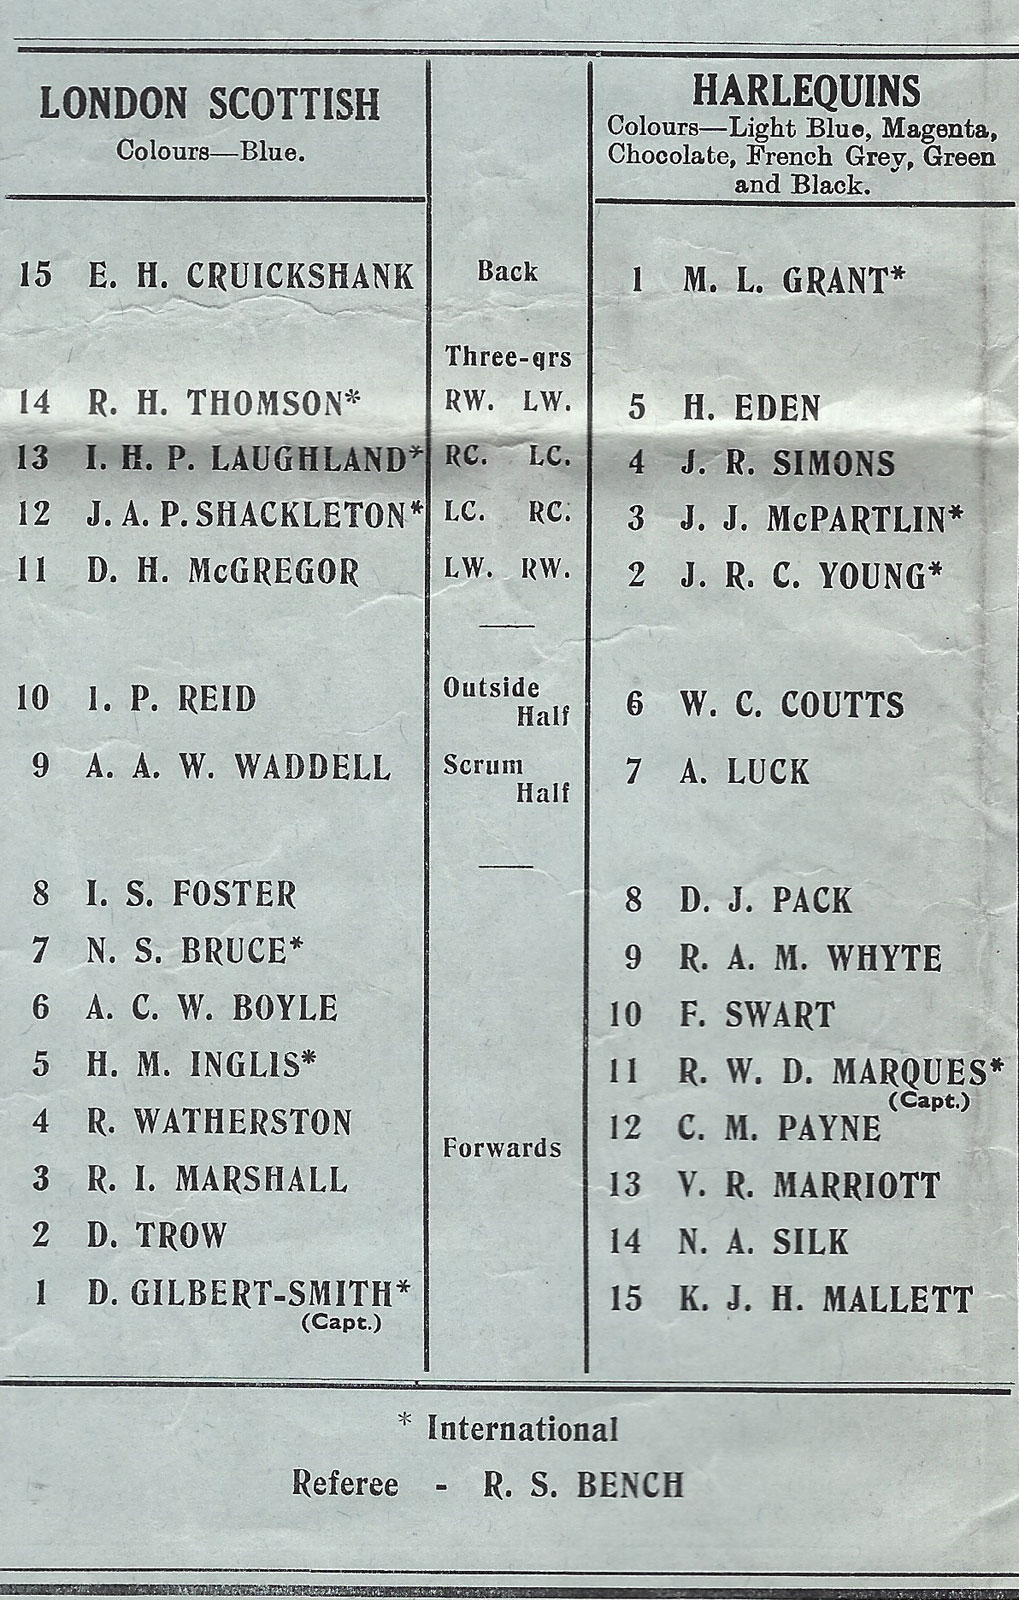 LONDON SCOTTISH
Colours—Blue.
HARLEQUINS
Colours—Light Blue, Magenta,
Chocolate, French Grey, Green
and Black.
15 E. H. CRUICKSHANK Back 1 M. L. GRANT*
Three-qrs
14 R. H. THOMSON* RW. LW. 5 H. EDEN
13 I. H. P. LAUGHLAND* RC. LC. 4 J. R. SIMONS
12 J. A. P. SHACKLETON* LC. RC. 3 J. J. McPARTLIN*
11 D. H. McGREGOR LW. RW. 2 J. R. C. YOUNG*
10 I. P. REID Outside Half 6 W. C. COUTTS
9 A. A. W. WADDELL Scrum Half 7 A. LUCK
8 I. S. FOSTER 8 D. J. PACK
7 N. S. BRUCE* 9 R. A. M. WHYTE
6 A. C. W. BOYLE 10 F. SWART
5 H. M. INGLIS* 11 R. W. D. MARQUES*
(Capt.)
4 R. WATHERSTON 12 C. M. PAYNE
Forwards
3 R. I. MARSHALL 13 V. R. MARRIOTT
2 D. TROW 14 N. A. SILK
1 D. GILBERT-SMITH* 15 K. J. H. MALLETT
(Capt.)
* International
Referee - R. S. BENCH